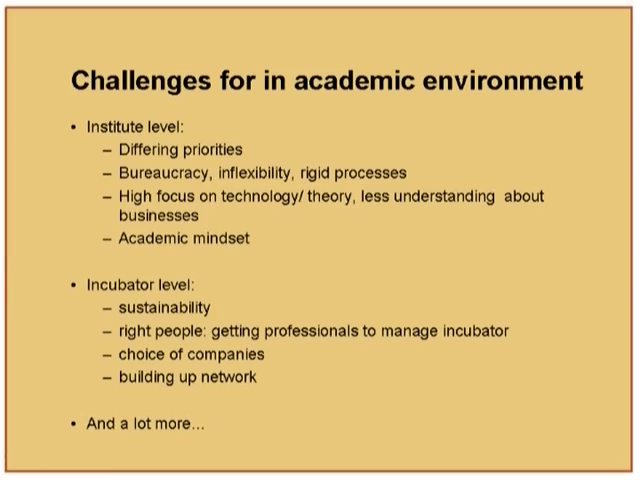 Challenges for in academic environment
• Institute level:
– Differing priorities
– Bureaucracy, inflexibility, rigid processes
– High focus on technology/ theory, less understanding about
businesses
– Academic mindset
• Incubator level:
– sustainability
– right people: getting professionals to manage incubator
– choice of companies
– building up network
• And a lot more...